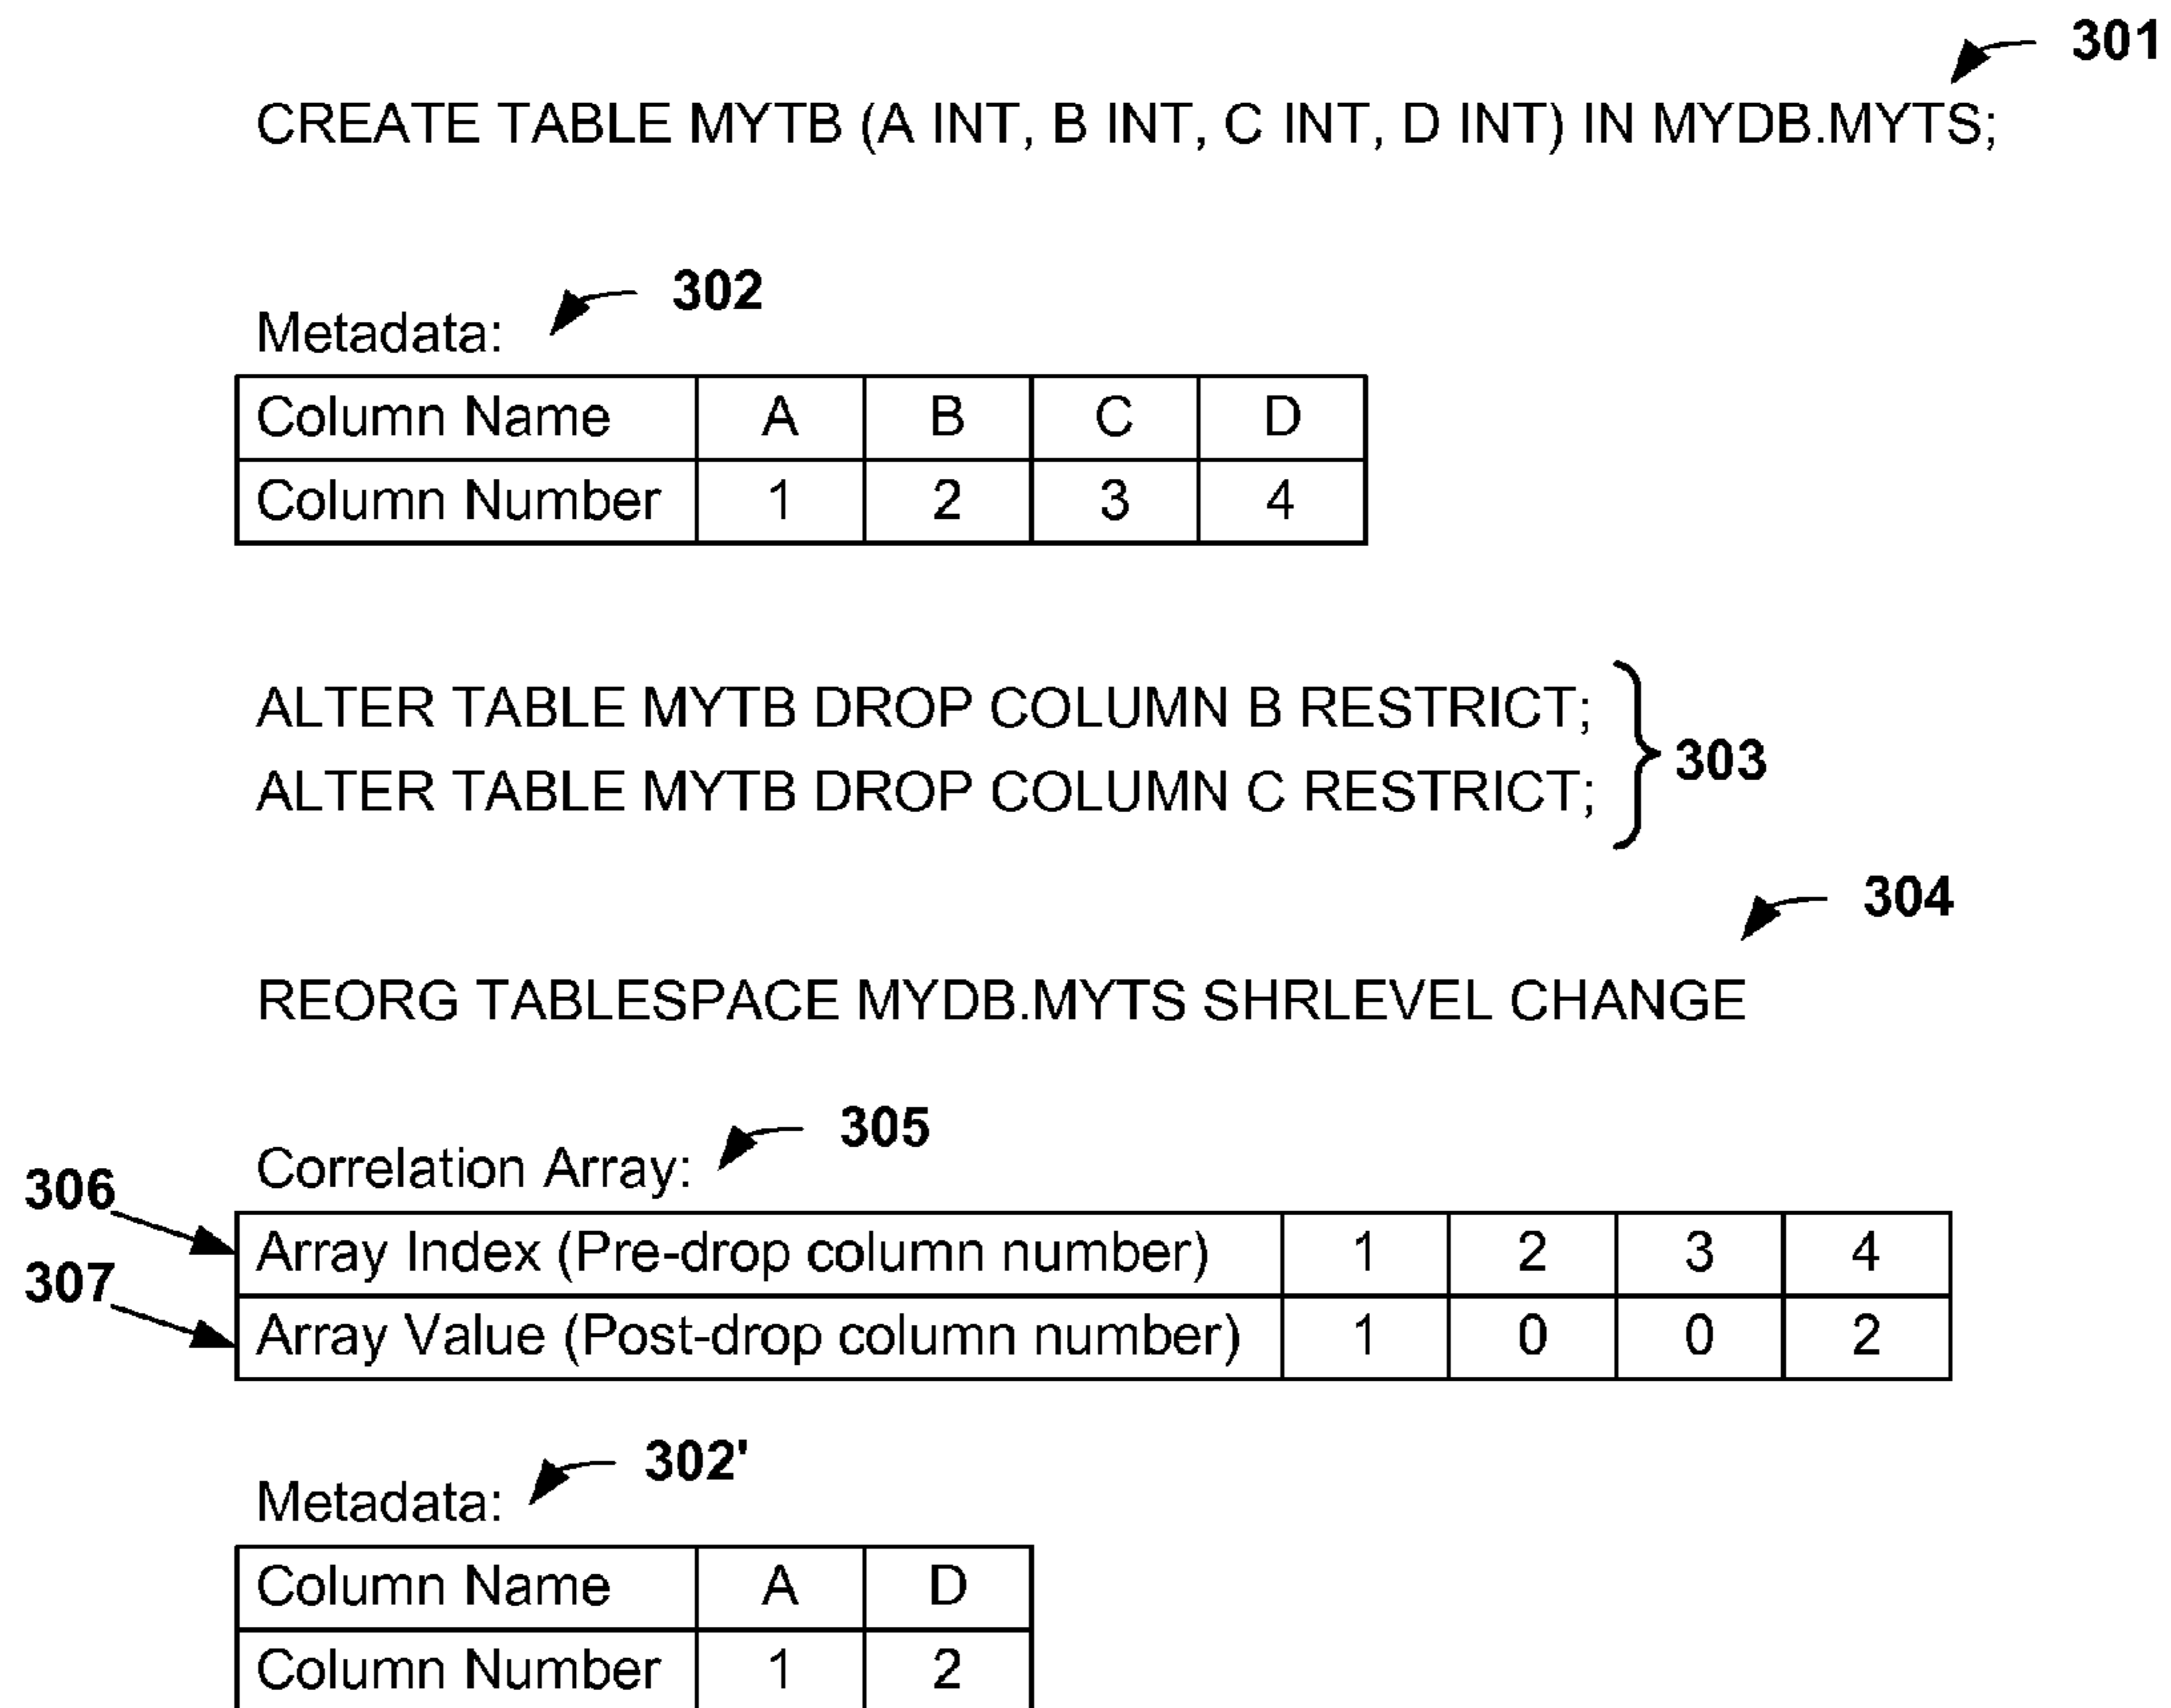 301
CREATE TABLE MYTB (A INT, B INT, C INT, D INT) IN MYDB.MYTS;
302
Metadata:
Column Name A B C D
Column Number 1 2 3 4
ALTER TABLE MYTB DROP COLUMN B RESTRICT;
ALTER TABLE MYTB DROP COLUMN C RESTRICT;
303
304
REORG TABLESPACE MYDB.MYTS SHRLEVEL CHANGE
305
Correlation Array:
306
Array Index (Pre-drop column number) 1 2 3 4
307
Array Value (Post-drop column number) 1 0 0 2
302'
Metadata:
Column Name A D
Column Number 1 2